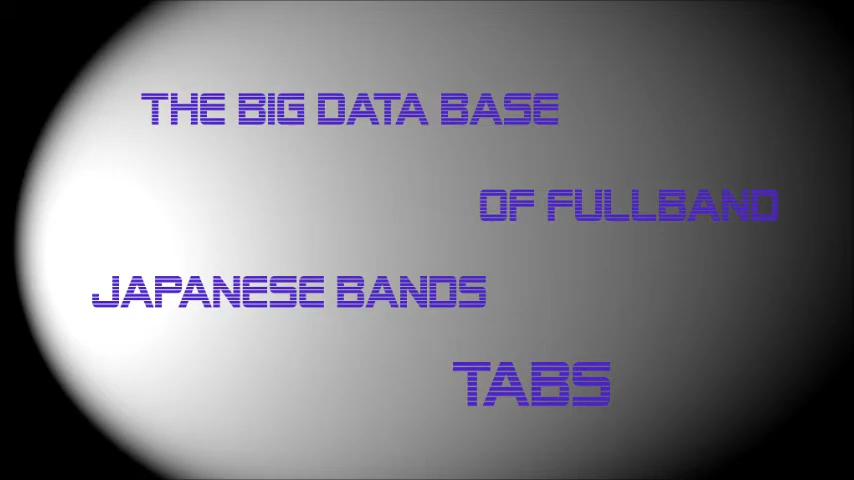 THE BIG DATA BASE
OF FULLBAND
JAPANESE BANDS
TABS